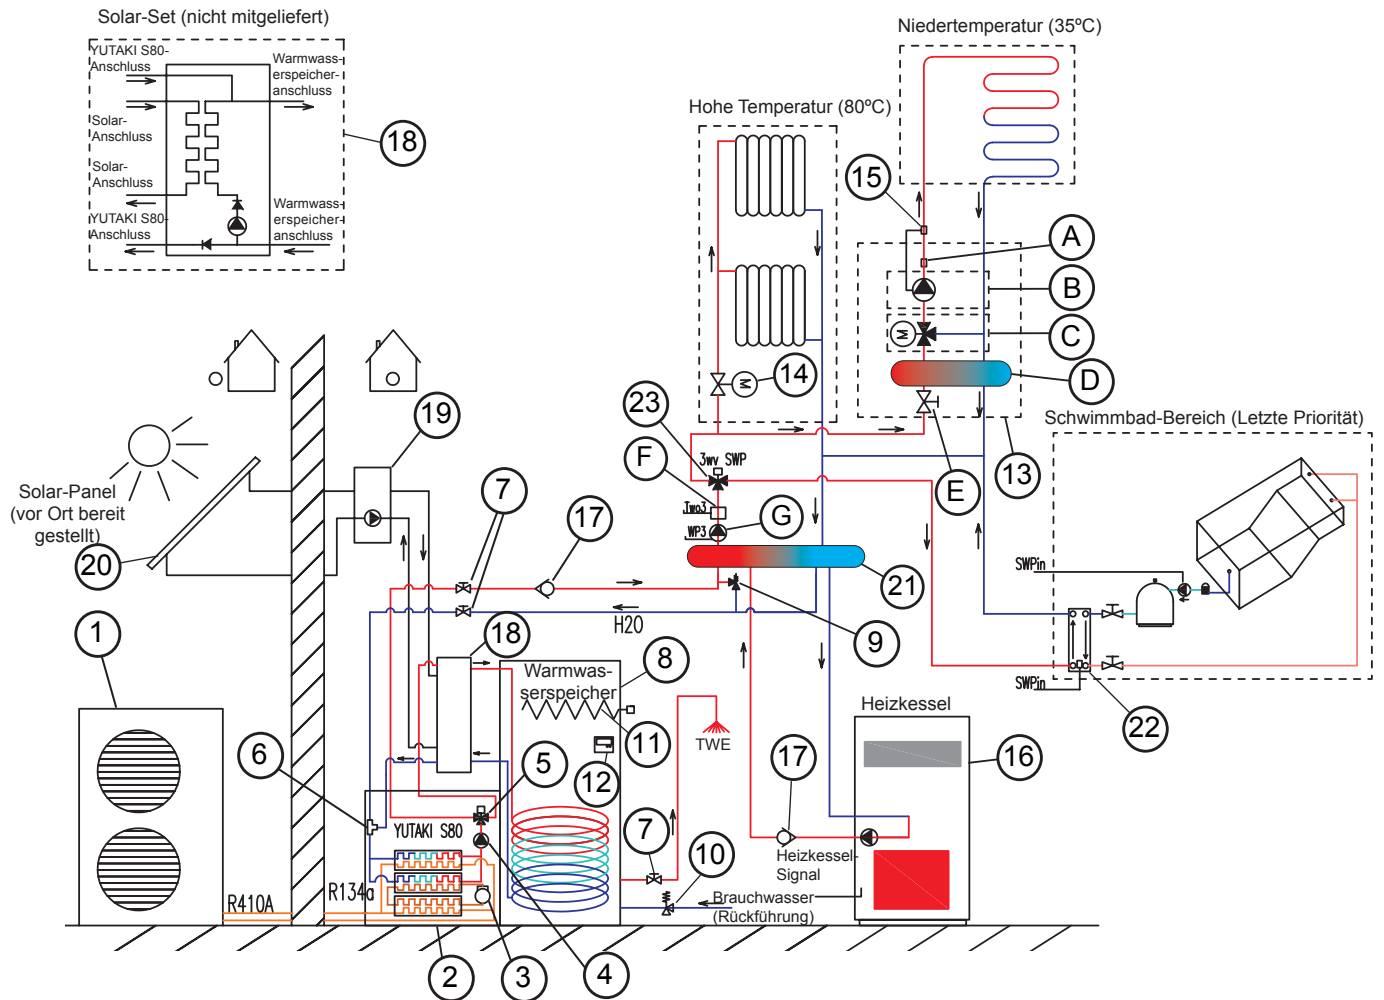 Solar-Set (nicht mitgeliefert)
YUTAKI S80-
Anschluss
Warmwass
erspeicher-
anschluss
Solar-
Anschluss
Solar-
Anschluss
YUTAKI S80-
Anschluss
Warmwass
erspeicher-
anschluss
18
Niedertemperatur (35ºC)
Hohe Temperatur (80ºC)
15
A
B
C
D
E
13
14
23
3wv SWP
F
Two3
WP3
G
21
9
Schwimmbad-Bereich (Letzte Priorität)
SWPin
SWPin
22
19
Solar-Panel
(vor Ort bereit
gestellt)
20
7
17
H2O
1
18
Warmwas-
serspeicher
8
11
12
TWE
6
5
YUTAKI S80
7
10
R410A
R134a
2
3
4
Heizkessel
16
17
Heizkessel-
Signal
Brauchwasser
(Rückführung)